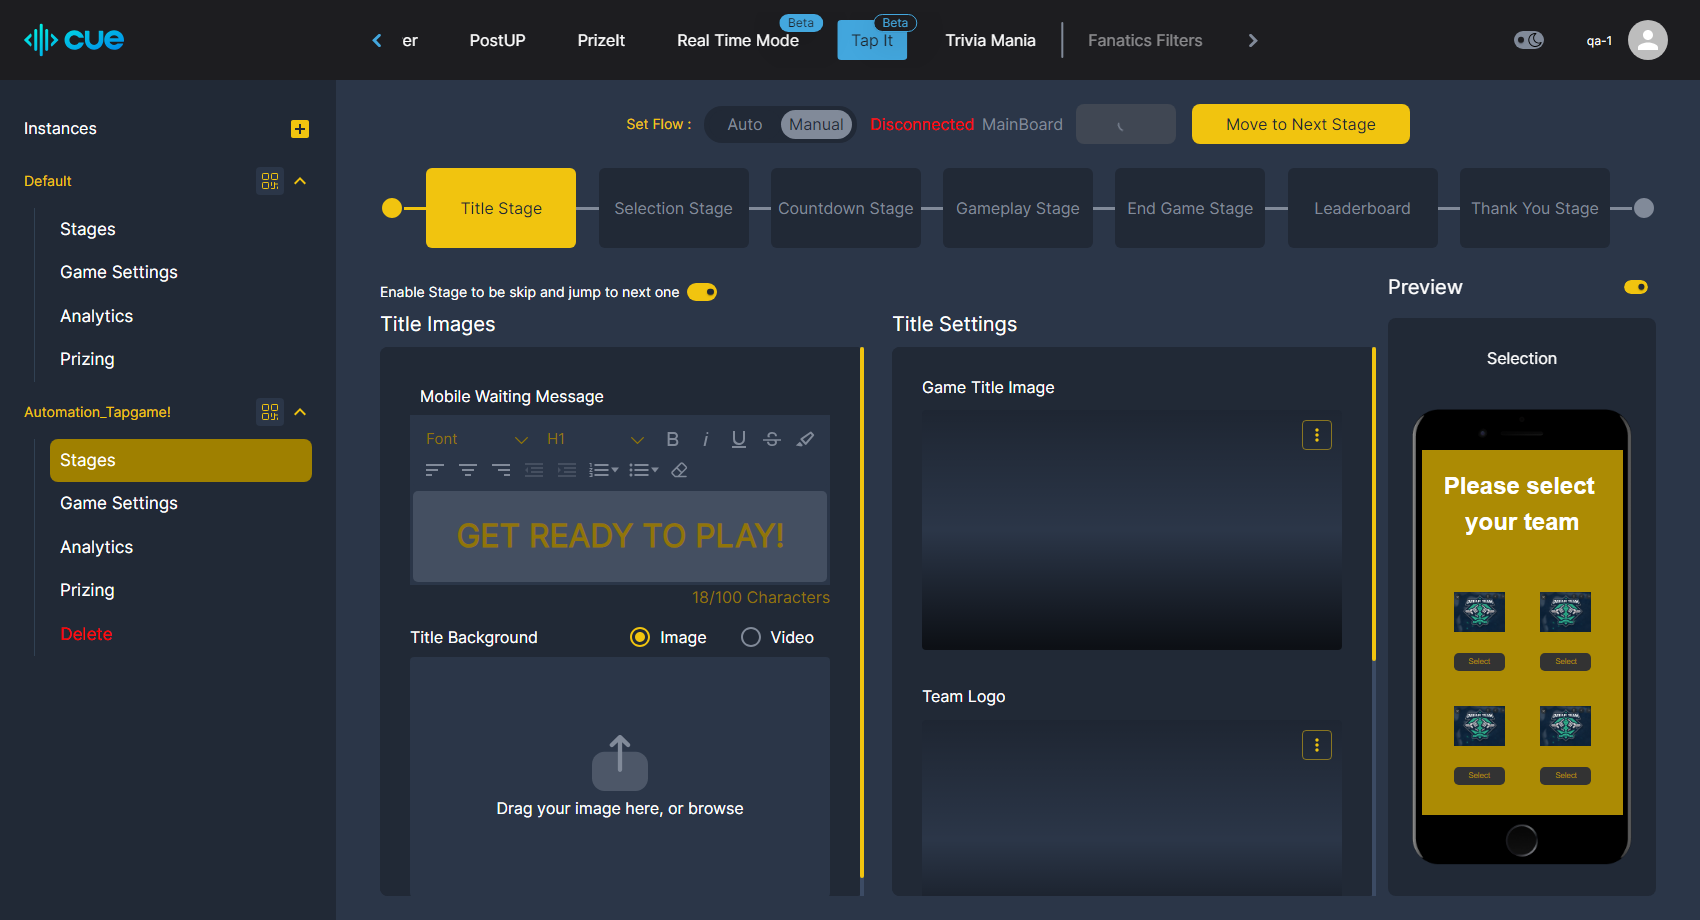 cue
er
PostUP
PrizeIt
Real Time Mode
Beta
Tap It
Beta
Trivia Mania
Fanatics Filters
qa-1
Instances
Default
Stages
Game Settings
Analytics
Prizing
Automation_Tapgame!
Stages
Game Settings
Analytics
Prizing
Delete
Set Flow :
Auto
Manual
Disconnected MainBoard
Move to Next Stage
Title Stage
Selection Stage
Countdown Stage
Gameplay Stage
End Game Stage
Leaderboard
Thank You Stage
Enable Stage to be skip and jump to next one
Title Images
Mobile Waiting Message
Font
H1
B i U S
GET READY TO PLAY!
18/100 Characters
Title Background
Image
Video
Drag your image here, or browse
Title Settings
Game Title Image
Team Logo
Preview
Selection
Please select
your team
Select
Select
Select
Select